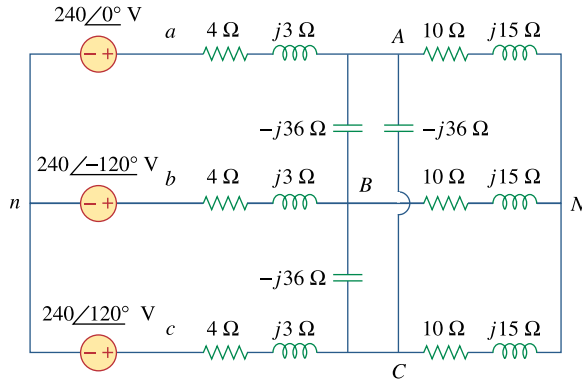 240/0° V
a
4 Ω
j3 Ω
A
10 Ω
j15 Ω
− +
−j36 Ω
−j36 Ω
240/−120° V
b
4 Ω
j3 Ω
B
10 Ω
j15 Ω
n
− +
N
−j36 Ω
240/120° V
c
4 Ω
j3 Ω
10 Ω
j15 Ω
− +
C